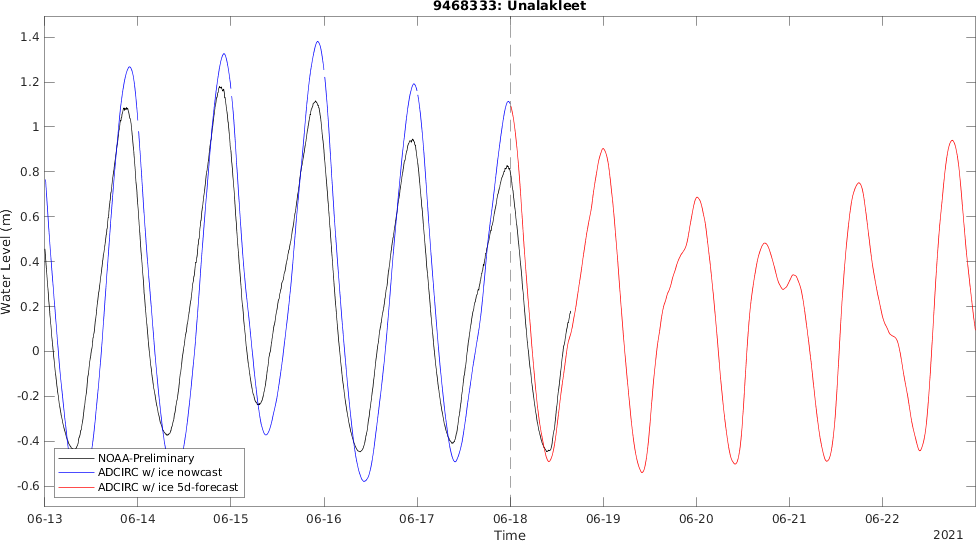 9468333: Unalakleet
1.4
1.2
1
0.8
0.6
0.4
0.2
0
-0.2
-0.4
-0.6
Water Level (m)
NOAA-Preliminary
ADCIRC w/ ice nowcast
ADCIRC w/ ice 5d-forecast
06-13 06-14 06-15 06-16 06-17 06-18 06-19 06-20 06-21 06-22
Time
2021